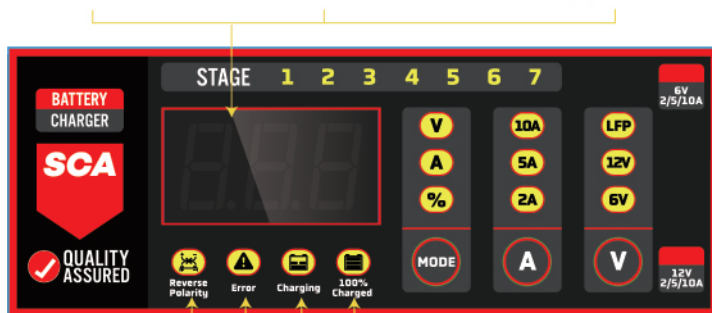 STAGE 1 2 3 4 5 6 7
BATTERY
CHARGER
SCA
QUALITY
ASSURED
Reverse
Polarity
Error
Charging
100%
Charged
V
A
%
MODE
10A
5A
2A
A
LFP
12V
6V
V
6V
2/5/10A
12V
2/5/10A